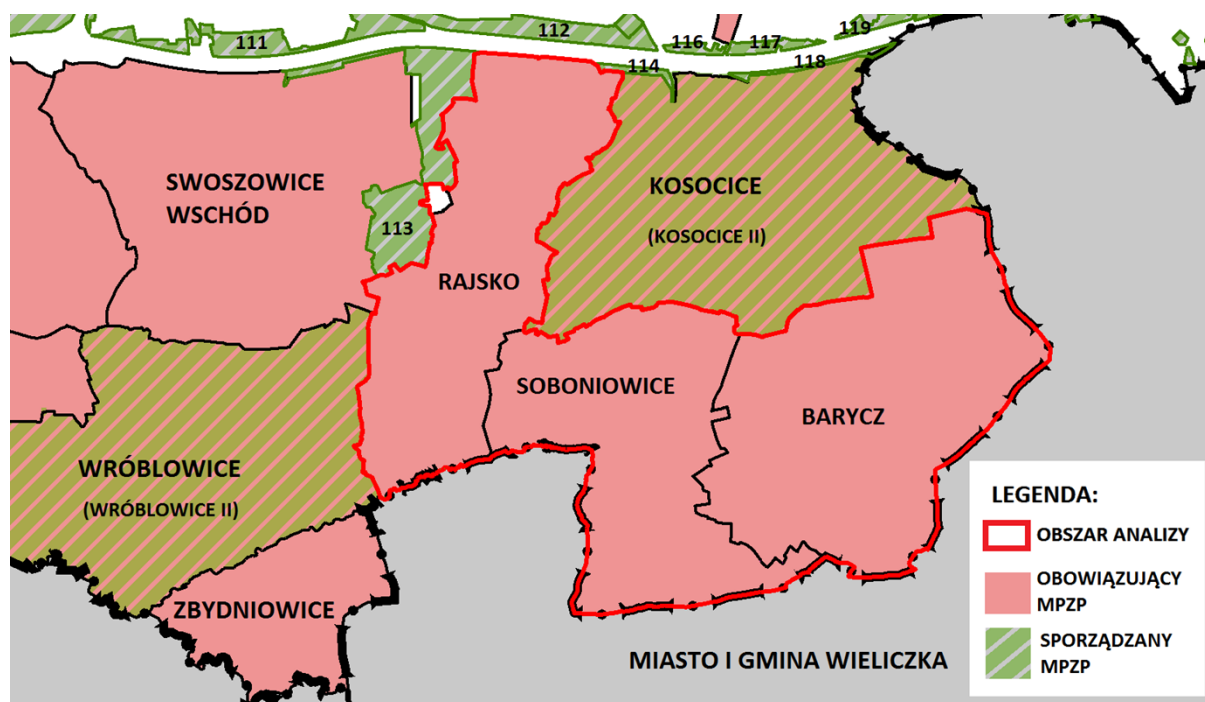 111
112
116
117
119
114
118
SWOSZOWICE
WSCHÓD
KOSOCICE
(KOSOCICE II)
113
RAJSKO
SOBONIOWICE
BARYCZ
WRÓBLOWICE
(WRÓBLOWICE II)
ZBYDNIOWICE
MIASTO I GMINA WIELICZKA
LEGENDA:
OBSZAR ANALIZY
OBOWIĄZUJĄCY
MPZP
SPORZĄDZANY
MPZP